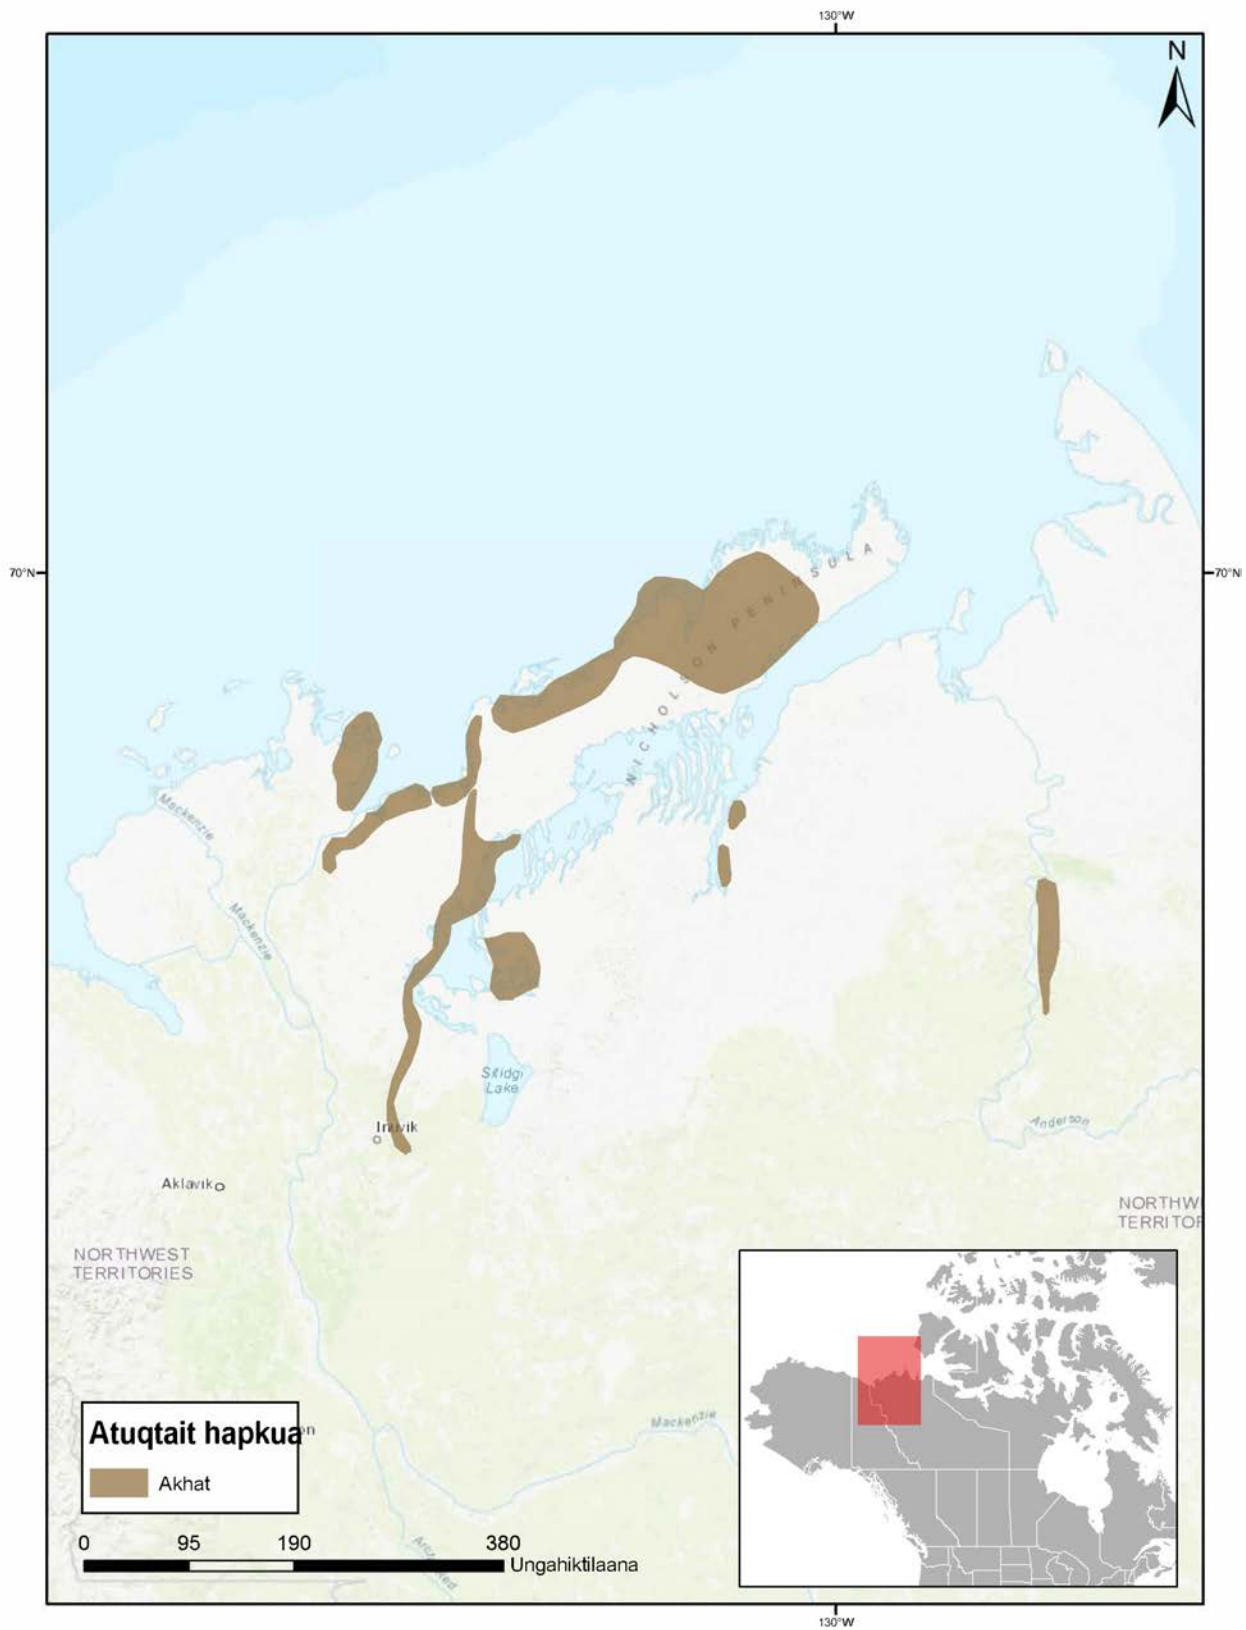 130°W
N
NICHOLSON PENINSULA
70°N
70°N
Mackenzie
Mackenzie
Sitidgi
Lake
Inuvik
Anderson
Aklavik
NORTHW
TERRITOR
NORTHWEST
TERRITORIES
Mackenzie
Atuqtait hapkua
Akhat
0 95 190 380
Ungahiktilaana
Red
130°W